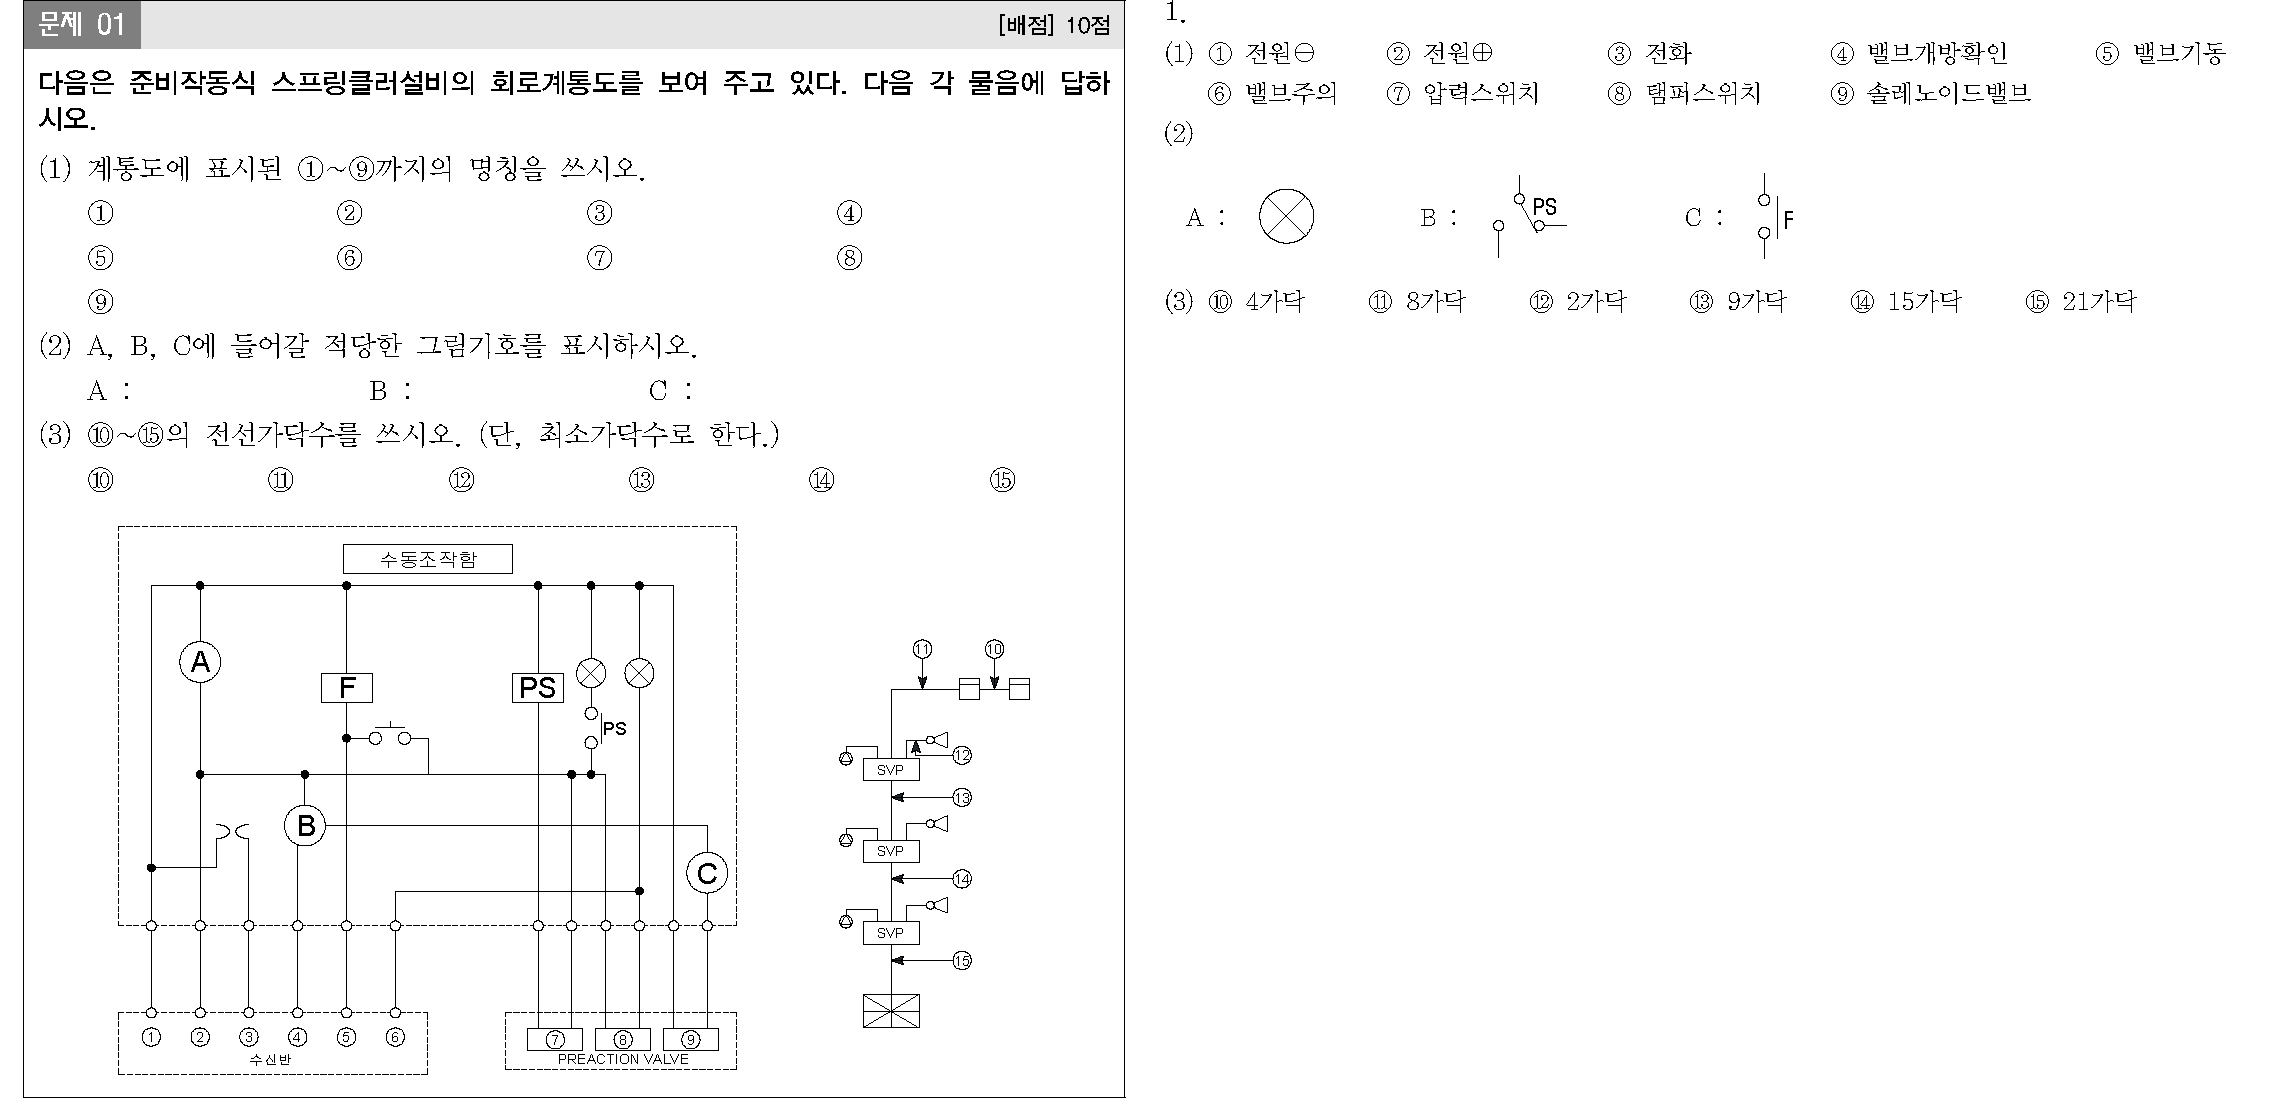 문제 01 [배점] 10점
다음은 준비작동식 스프링클러설비의 회로계통도를 보여 주고 있다. 다음 각 물음에 답하
시오.
(1) 계통도에 표시된 ①~⑨까지의 명칭을 쓰시오.
① ② ③ ④
⑤ ⑥ ⑦ ⑧
⑨
(2) A, B, C에 들어갈 적당한 그림기호를 표시하시오.
A : B : C :
(3) ⑩~⑮의 전선가닥수를 쓰시오. (단, 최소가닥수로 한다.)
⑩ ⑪ ⑫ ⑬ ⑭ ⑮
수동조작함
A
F
PS
PS
B
C
① ② ③ ④ ⑤ ⑥
수신반
⑦ ⑧ ⑨
PREACTION VALVE
⑪ ⑩
⑫
SVP
⑬
SVP
⑭
SVP
⑮
1.
(1) ① 전원⊖ ② 전원⊕ ③ 전화 ④ 밸브개방확인 ⑤ 밸브기동
⑥ 밸브주의 ⑦ 압력스위치 ⑧ 탬퍼스위치 ⑨ 솔레노이드밸브
(2)
A : B : PS C : F
(3) ⑩ 4가닥 ⑪ 8가닥 ⑫ 2가닥 ⑬ 9가닥 ⑭ 15가닥 ⑮ 21가닥